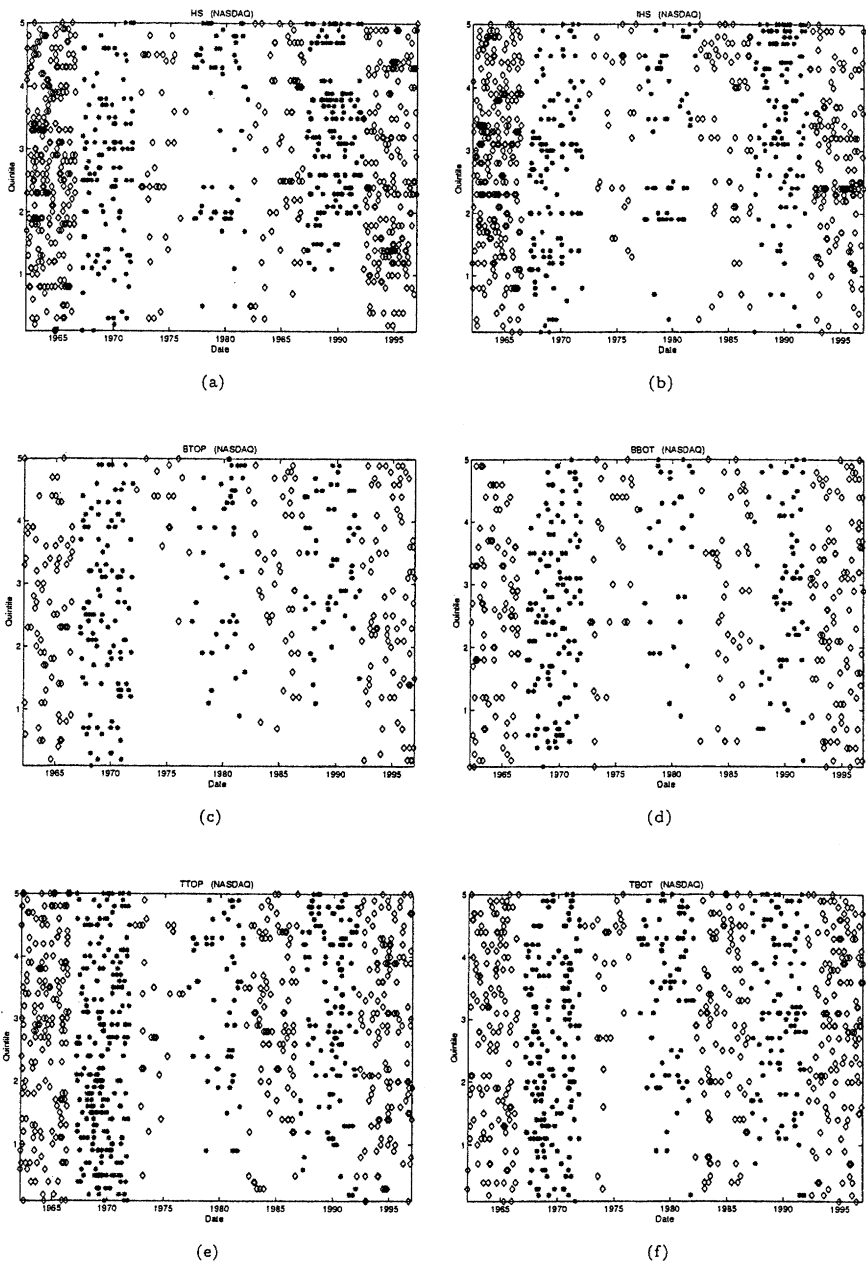 HS (NASDAQ)
5
4
3
2
1
Quintile
1965 1970 1975 1980 1985 1990 1995
Date
(a)
IHS (NASDAQ)
5
4
3
2
1
Quintile
1965 1970 1975 1980 1985 1990 1995
Date
(b)
BTOP (NASDAQ)
5
4
3
2
1
Quintile
1965 1970 1975 1980 1985 1990 1995
Date
(c)
BBOT (NASDAQ)
5
4
3
2
1
Quintile
1965 1970 1975 1980 1985 1990 1995
Date
(d)
TTOP (NASDAQ)
5
4
3
2
1
Quintile
1965 1970 1975 1980 1985 1990 1995
Date
(e)
TBOT (NASDAQ)
5
4
3
2
1
Quintile
1965 1970 1975 1980 1985 1990 1995
Date
(f)